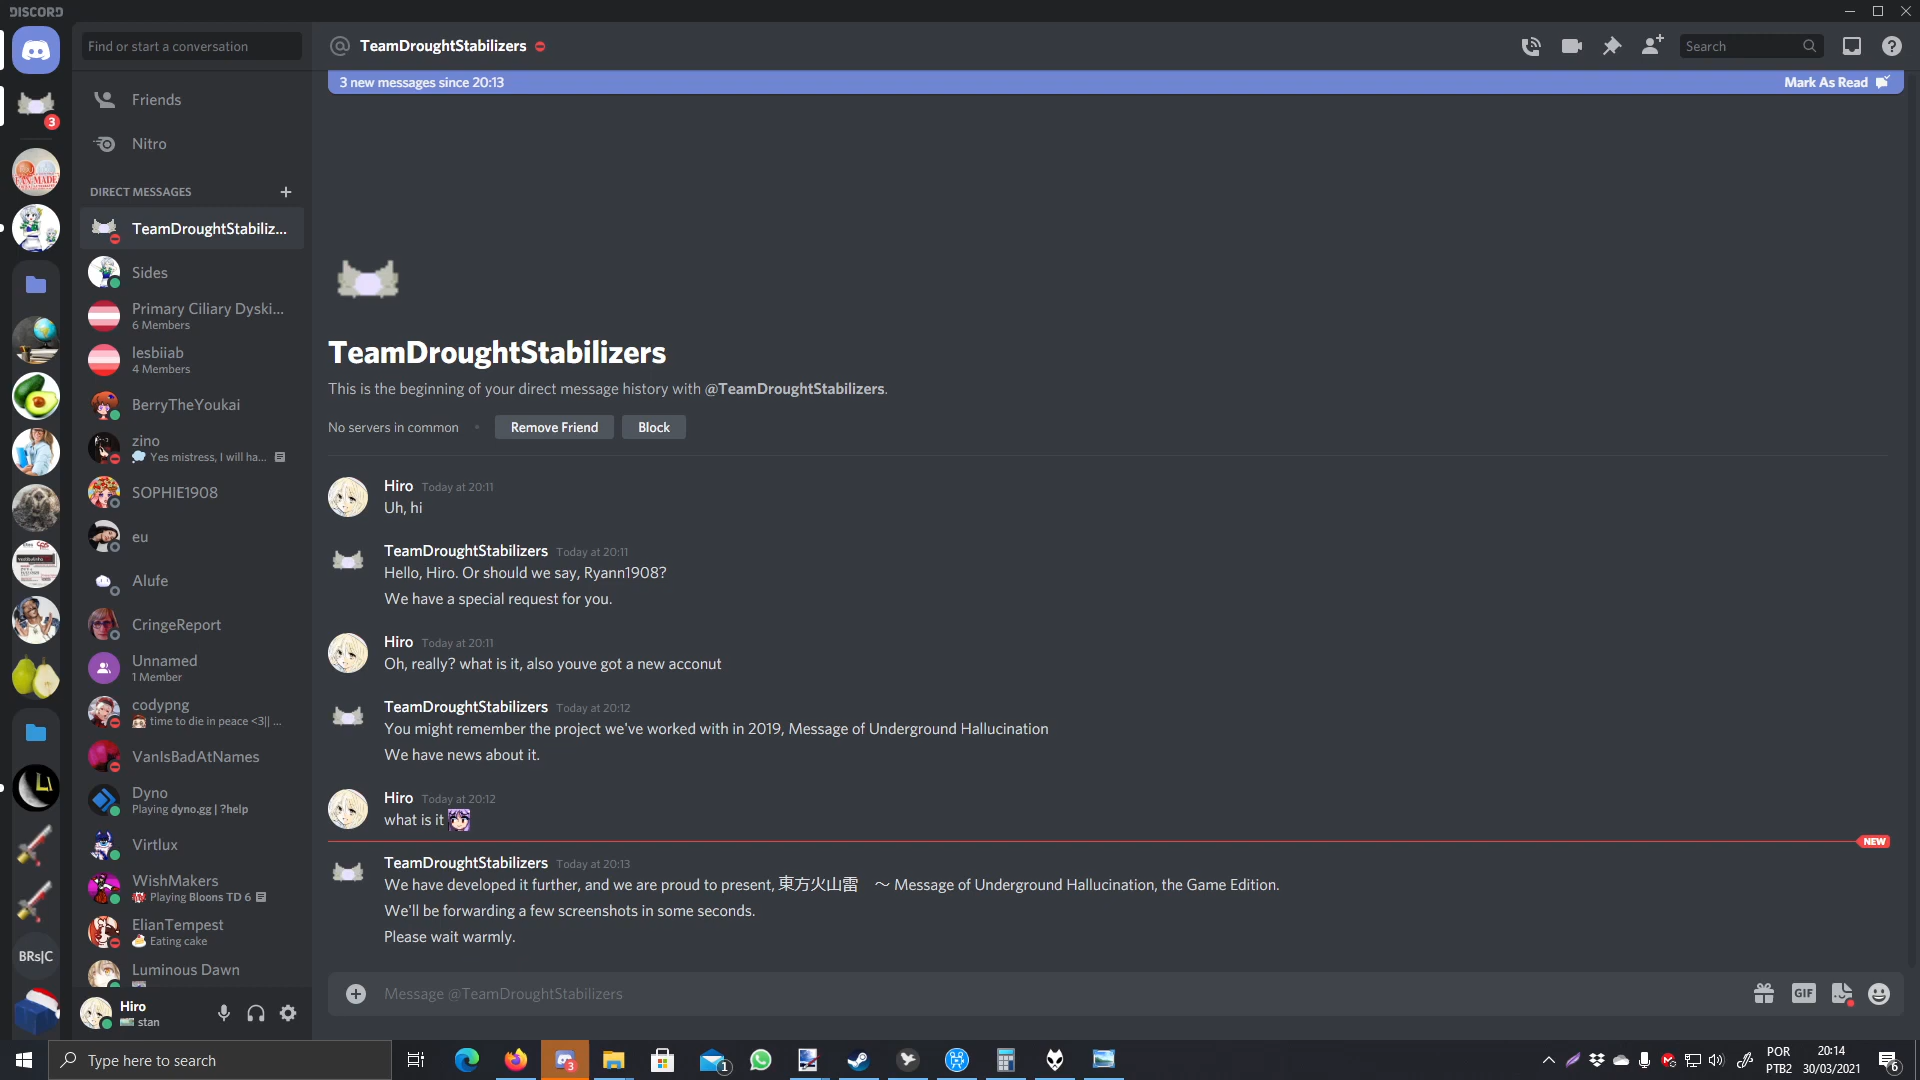 DISCORD
Find or start a conversation
Friends
Nitro
DIRECT MESSAGES
TeamDroughtStabiliz...
Sides
Primary Ciliary Dyski...
6 Members
lesbiiab
4 Members
BerryTheYoukai
zino
Yes mistress, I will ha...
SOPHIE1908
eu
Alufe
CringeReport
Unnamed
1 Member
codypng
time to die in peace <3|| ...
VanIsBadAtNames
Dyno
Playing dyno.gg | ?help
Virtlux
WishMakers
Playing Bloons TD 6
ElianTempest
Eating cake
Luminous Dawn
Hiro
stan
3
BRs|C
TeamDroughtStabilizers
Search
3 new messages since 20:13
Mark As Read
TeamDroughtStabilizers
This is the beginning of your direct message history with @TeamDroughtStabilizers.
No servers in common
Remove Friend
Block
Hiro Today at 20:11
Uh, hi
TeamDroughtStabilizers Today at 20:11
Hello, Hiro. Or should we say, Ryann1908?
We have a special request for you.
Hiro Today at 20:11
Oh, really? what is it, also youve got a new acconut
TeamDroughtStabilizers Today at 20:12
You might remember the project we've worked with in 2019, Message of Underground Hallucination
We have news about it.
Hiro Today at 20:12
what is it
NEW
TeamDroughtStabilizers Today at 20:13
We have developed it further, and we are proud to present, 東方火山雷　～ Message of Underground Hallucination, the Game Edition.
We'll be forwarding a few screenshots in some seconds.
Please wait warmly.
Message @TeamDroughtStabilizers
GIF
Type here to search
3
1
POR
PTB2
20:14
30/03/2021
6